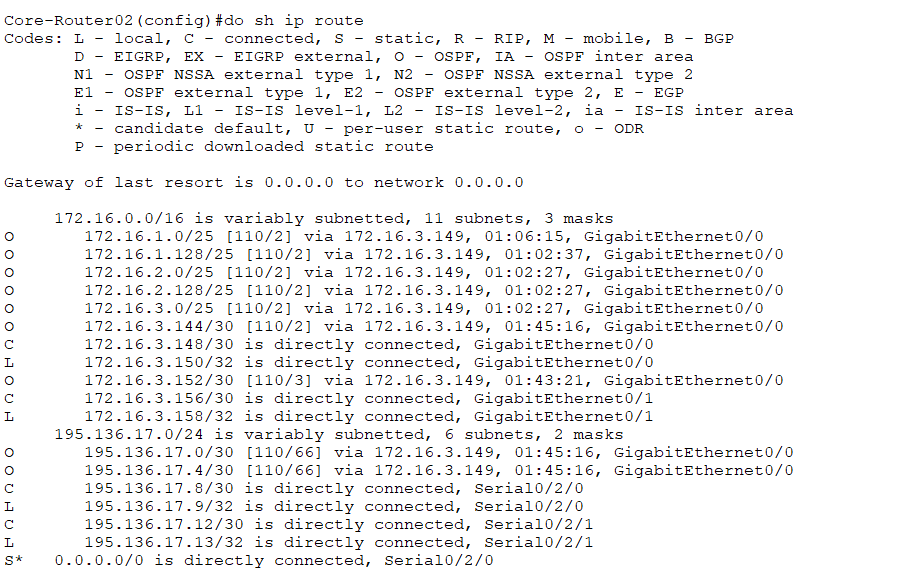 Core-Router02(config)#do sh ip route
Codes: L - local, C - connected, S - static, R - RIP, M - mobile, B - BGP
       D - EIGRP, EX - EIGRP external, O - OSPF, IA - OSPF inter area
       N1 - OSPF NSSA external type 1, N2 - OSPF NSSA external type 2
       E1 - OSPF external type 1, E2 - OSPF external type 2, E - EGP
       i - IS-IS, L1 - IS-IS level-1, L2 - IS-IS level-2, ia - IS-IS inter area
       * - candidate default, U - per-user static route, o - ODR
       P - periodic downloaded static route

Gateway of last resort is 0.0.0.0 to network 0.0.0.0

     172.16.0.0/16 is variably subnetted, 11 subnets, 3 masks
O       172.16.1.0/25 [110/2] via 172.16.3.149, 01:06:15, GigabitEthernet0/0
O       172.16.1.128/25 [110/2] via 172.16.3.149, 01:02:37, GigabitEthernet0/0
O       172.16.2.0/25 [110/2] via 172.16.3.149, 01:02:27, GigabitEthernet0/0
O       172.16.2.128/25 [110/2] via 172.16.3.149, 01:02:27, GigabitEthernet0/0
O       172.16.3.0/25 [110/2] via 172.16.3.149, 01:02:27, GigabitEthernet0/0
O       172.16.3.144/30 [110/2] via 172.16.3.149, 01:45:16, GigabitEthernet0/0
C       172.16.3.148/30 is directly connected, GigabitEthernet0/0
L       172.16.3.150/32 is directly connected, GigabitEthernet0/0
O       172.16.3.152/30 [110/3] via 172.16.3.149, 01:43:21, GigabitEthernet0/0
C       172.16.3.156/30 is directly connected, GigabitEthernet0/1
L       172.16.3.158/32 is directly connected, GigabitEthernet0/1
     195.136.17.0/24 is variably subnetted, 6 subnets, 2 masks
O       195.136.17.0/30 [110/66] via 172.16.3.149, 01:45:16, GigabitEthernet0/0
O       195.136.17.4/30 [110/66] via 172.16.3.149, 01:45:16, GigabitEthernet0/0
C       195.136.17.8/30 is directly connected, Serial0/2/0
L       195.136.17.9/32 is directly connected, Serial0/2/0
C       195.136.17.12/30 is directly connected, Serial0/2/1
L       195.136.17.13/32 is directly connected, Serial0/2/1
S*   0.0.0.0/0 is directly connected, Serial0/2/0